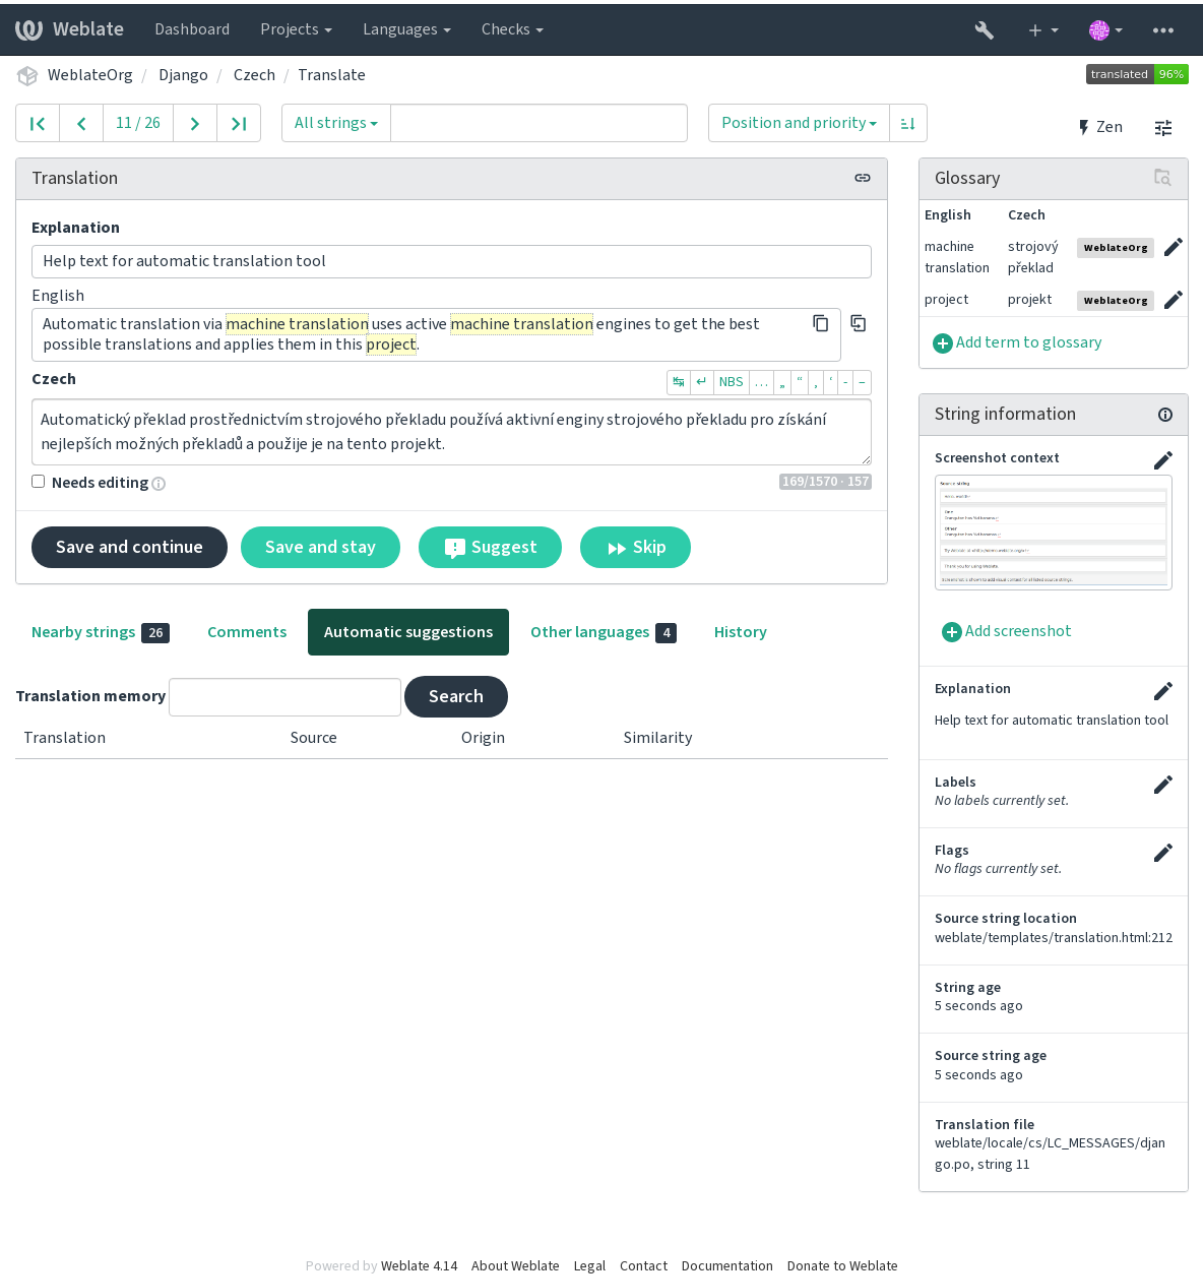 Weblate Dashboard Projects Languages Checks
WeblateOrg / Django / Czech / Translate
translated 96%
11 / 26
All strings
Position and priority
Zen
Translation
Explanation
Help text for automatic translation tool
English
Automatic translation via machine translation uses active machine translation engines to get the best
possible translations and applies them in this project.
Czech
↹ ↵ NBS … „ “ ‚ ‘ - –
Automatický překlad prostřednictvím strojového překladu používá aktivní enginy strojového překladu pro získání
nejlepších možných překladů a použije je na tento projekt.
Needs editing
169/1570 · 157
Save and continue Save and stay Suggest Skip
Nearby strings 26 Comments Automatic suggestions Other languages 4 History
Translation memory Search
Translation Source Origin Similarity
Glossary
English Czech
machine strojový WeblateOrg
translation překlad
project projekt WeblateOrg
Add term to glossary
String information
Screenshot context
Add screenshot
Explanation
Help text for automatic translation tool
Labels
No labels currently set.
Flags
No flags currently set.
Source string location
weblate/templates/translation.html:212
String age
5 seconds ago
Source string age
5 seconds ago
Translation file
weblate/locale/cs/LC_MESSAGES/djan
go.po, string 11
Powered by Weblate 4.14 About Weblate Legal Contact Documentation Donate to Weblate